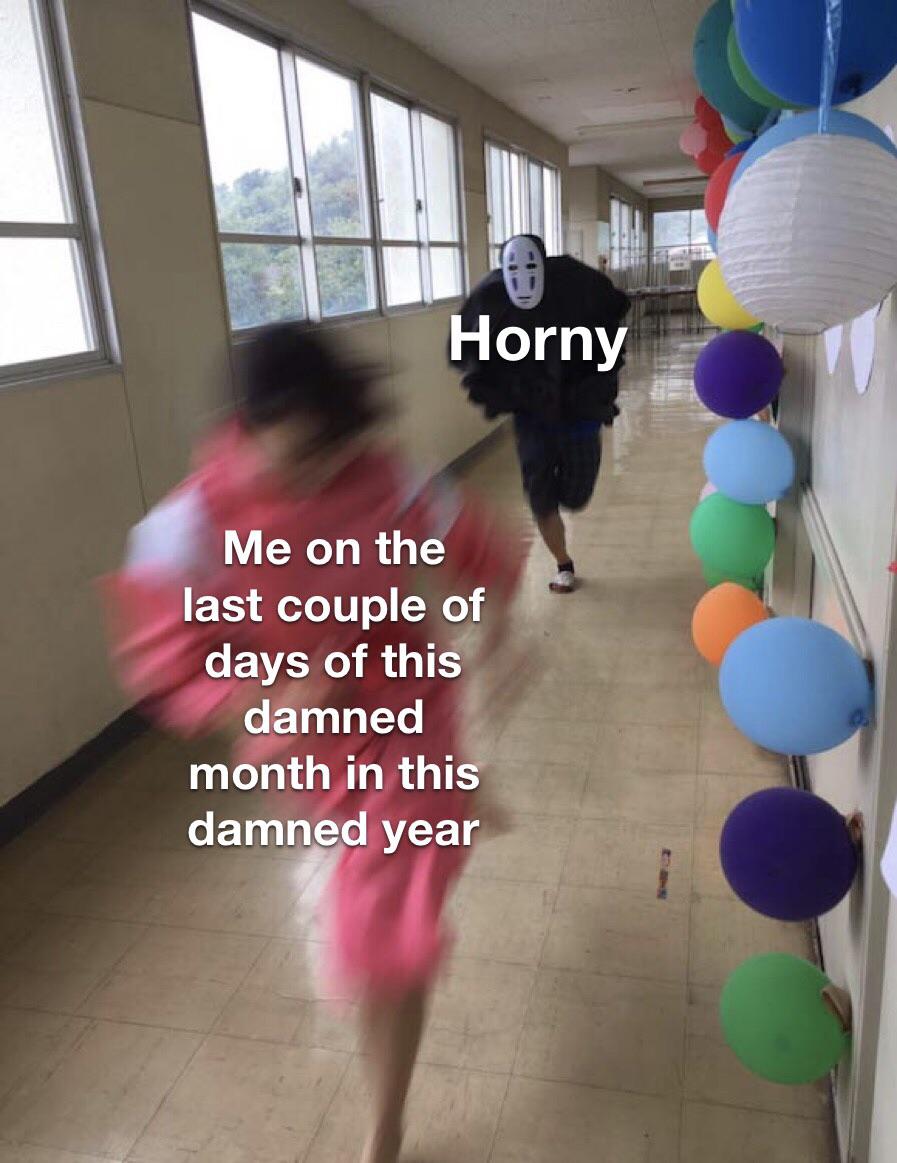 Horny
Me on the
last couple of
days of this
damned
month in this
damned year